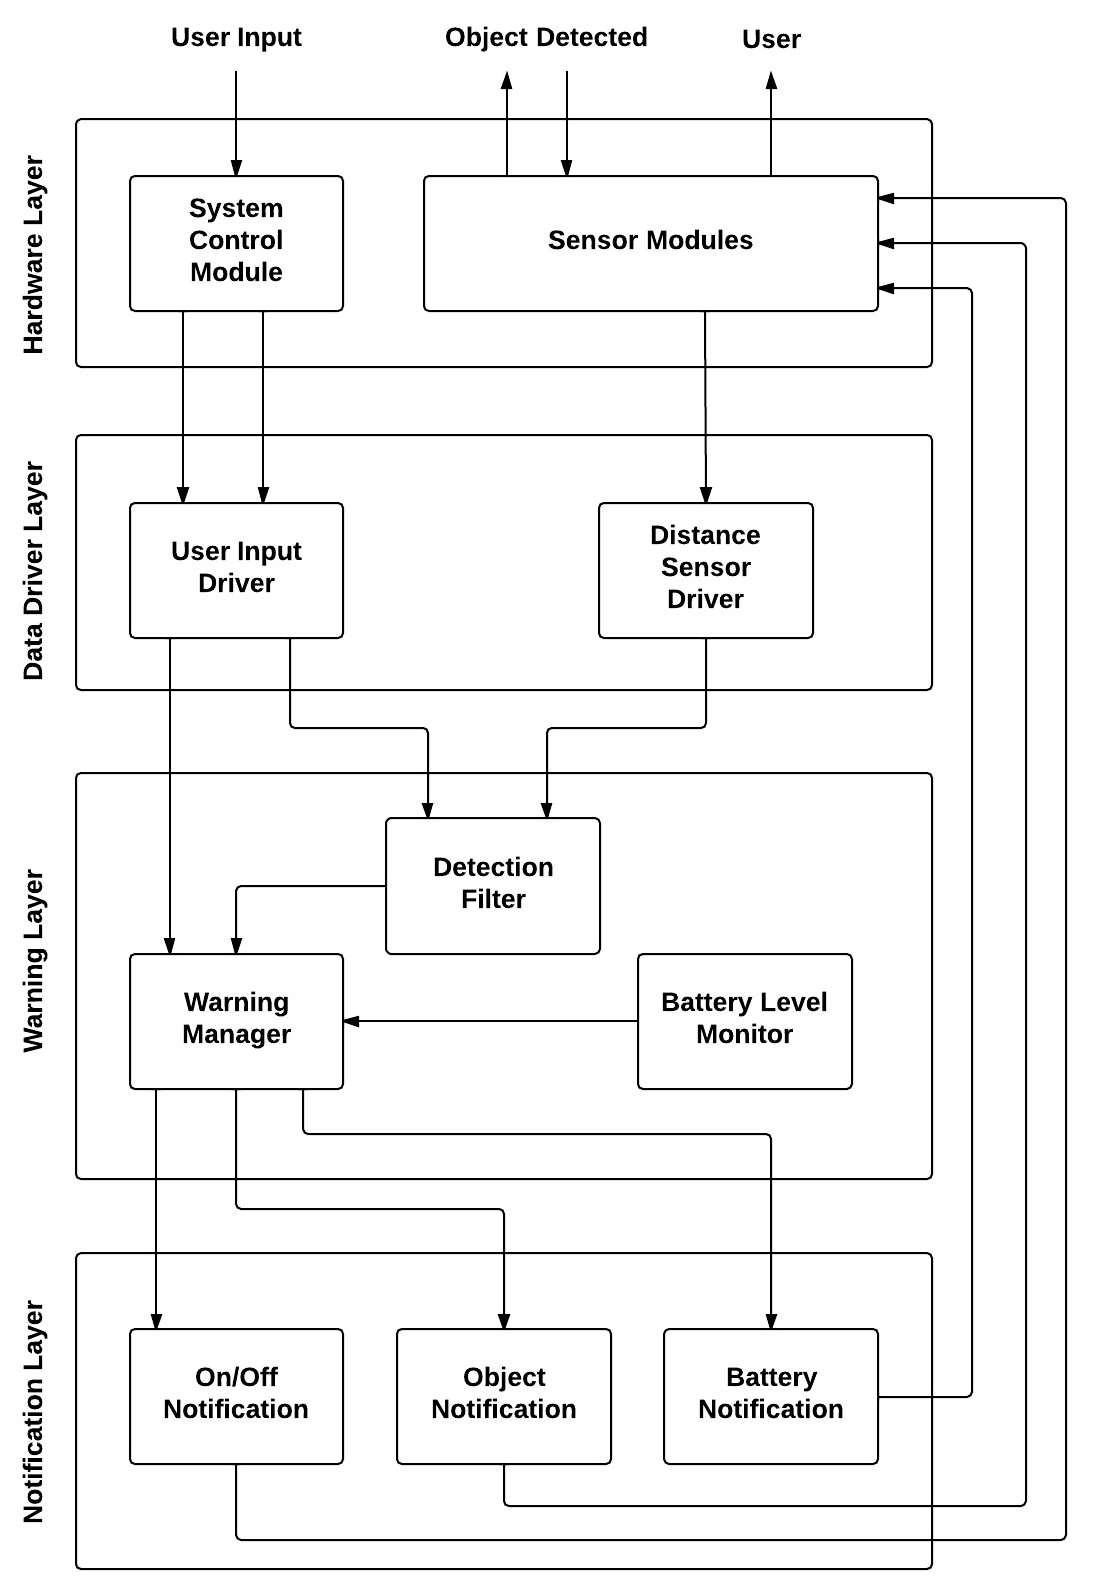 User Input
Object Detected
User
Hardware Layer
System
Control
Module
Sensor Modules
Data Driver Layer
User Input
Driver
Distance
Sensor
Driver
Warning Layer
Detection
Filter
Warning
Manager
Battery Level
Monitor
Notification Layer
On/Off
Notification
Object
Notification
Battery
Notification